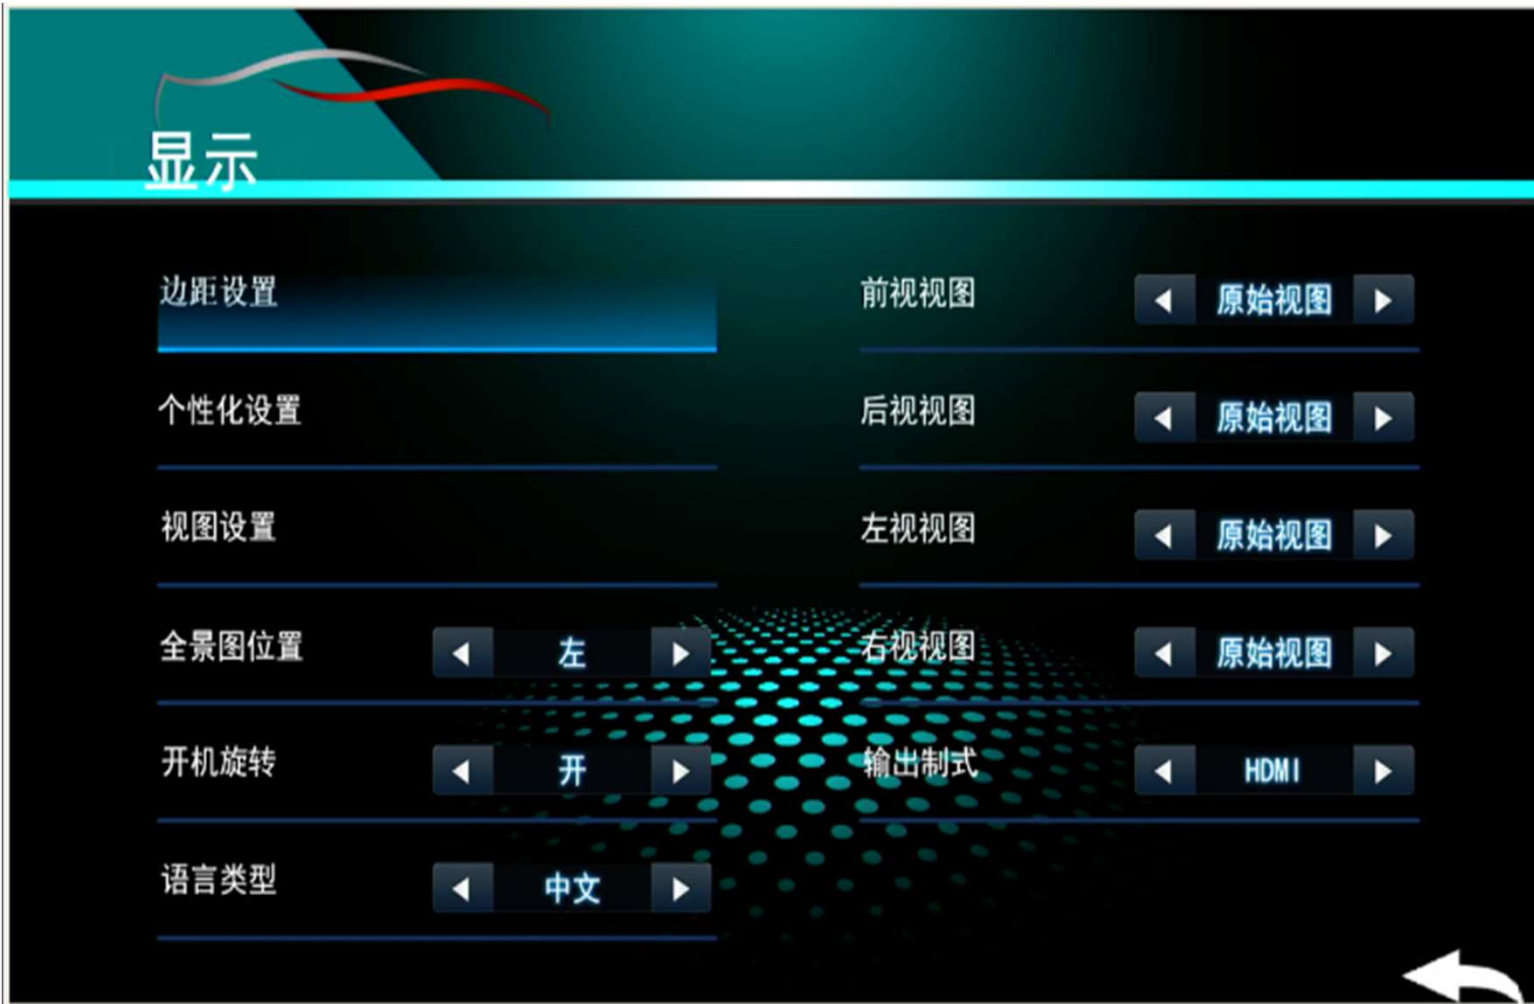 显示
边距设置
个性化设置
视图设置
全景图位置 左
开机旋转 开
语言类型 中文
前视视图 原始视图
后视视图 原始视图
左视视图 原始视图
右视视图 原始视图
输出制式 HDMI